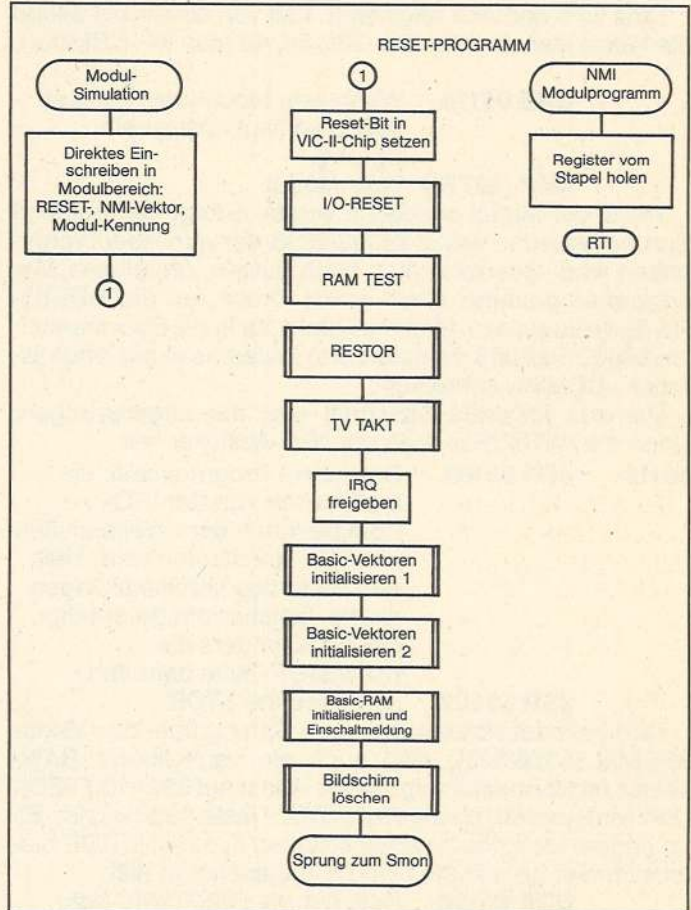 RESET-PROGRAMM
Modul-
Simulation
Direktes Ein-
schreiben in
Modulbereich:
RESET-, NMI-Vektor,
Modul-Kennung
1
1
Reset-Bit in
VIC-II-Chip setzen
I/O-RESET
RAM TEST
RESTOR
TV TAKT
IRQ
freigeben
Basic-Vektoren
initialisieren 1
Basic-Vektoren
initialisieren 2
Basic-RAM
initialisieren und
Einschaltmeldung
Bildschirm
löschen
Sprung zum Smon
NMI
Modulprogramm
Register vom
Stapel holen
RTI